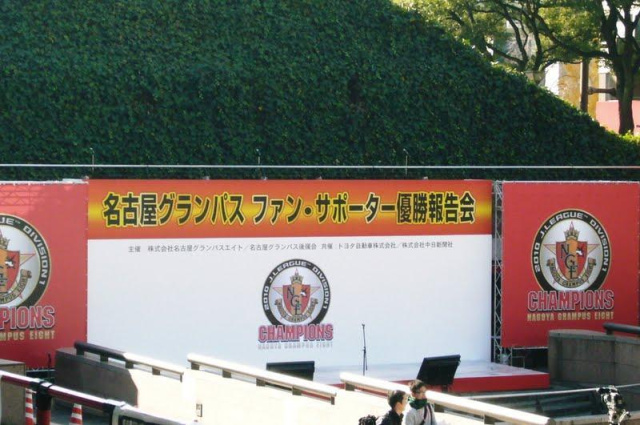 名古屋グランパス ファン・サポーター優勝報告会
主催 株式会社名古屋グランパスエイト／名古屋グランパス後援会 共催 トヨタ自動車株式会社／株式会社中日新聞社
2010 J.LEAGUE DIVISION 1
CHAMPIONS
NAGOYA GRAMPUS EIGHT
2010 J.LEAGUE DIVISION 1
CHAMPIONS
NAGOYA GRAMPUS EIGHT
PIONS
MPUS EIGHT